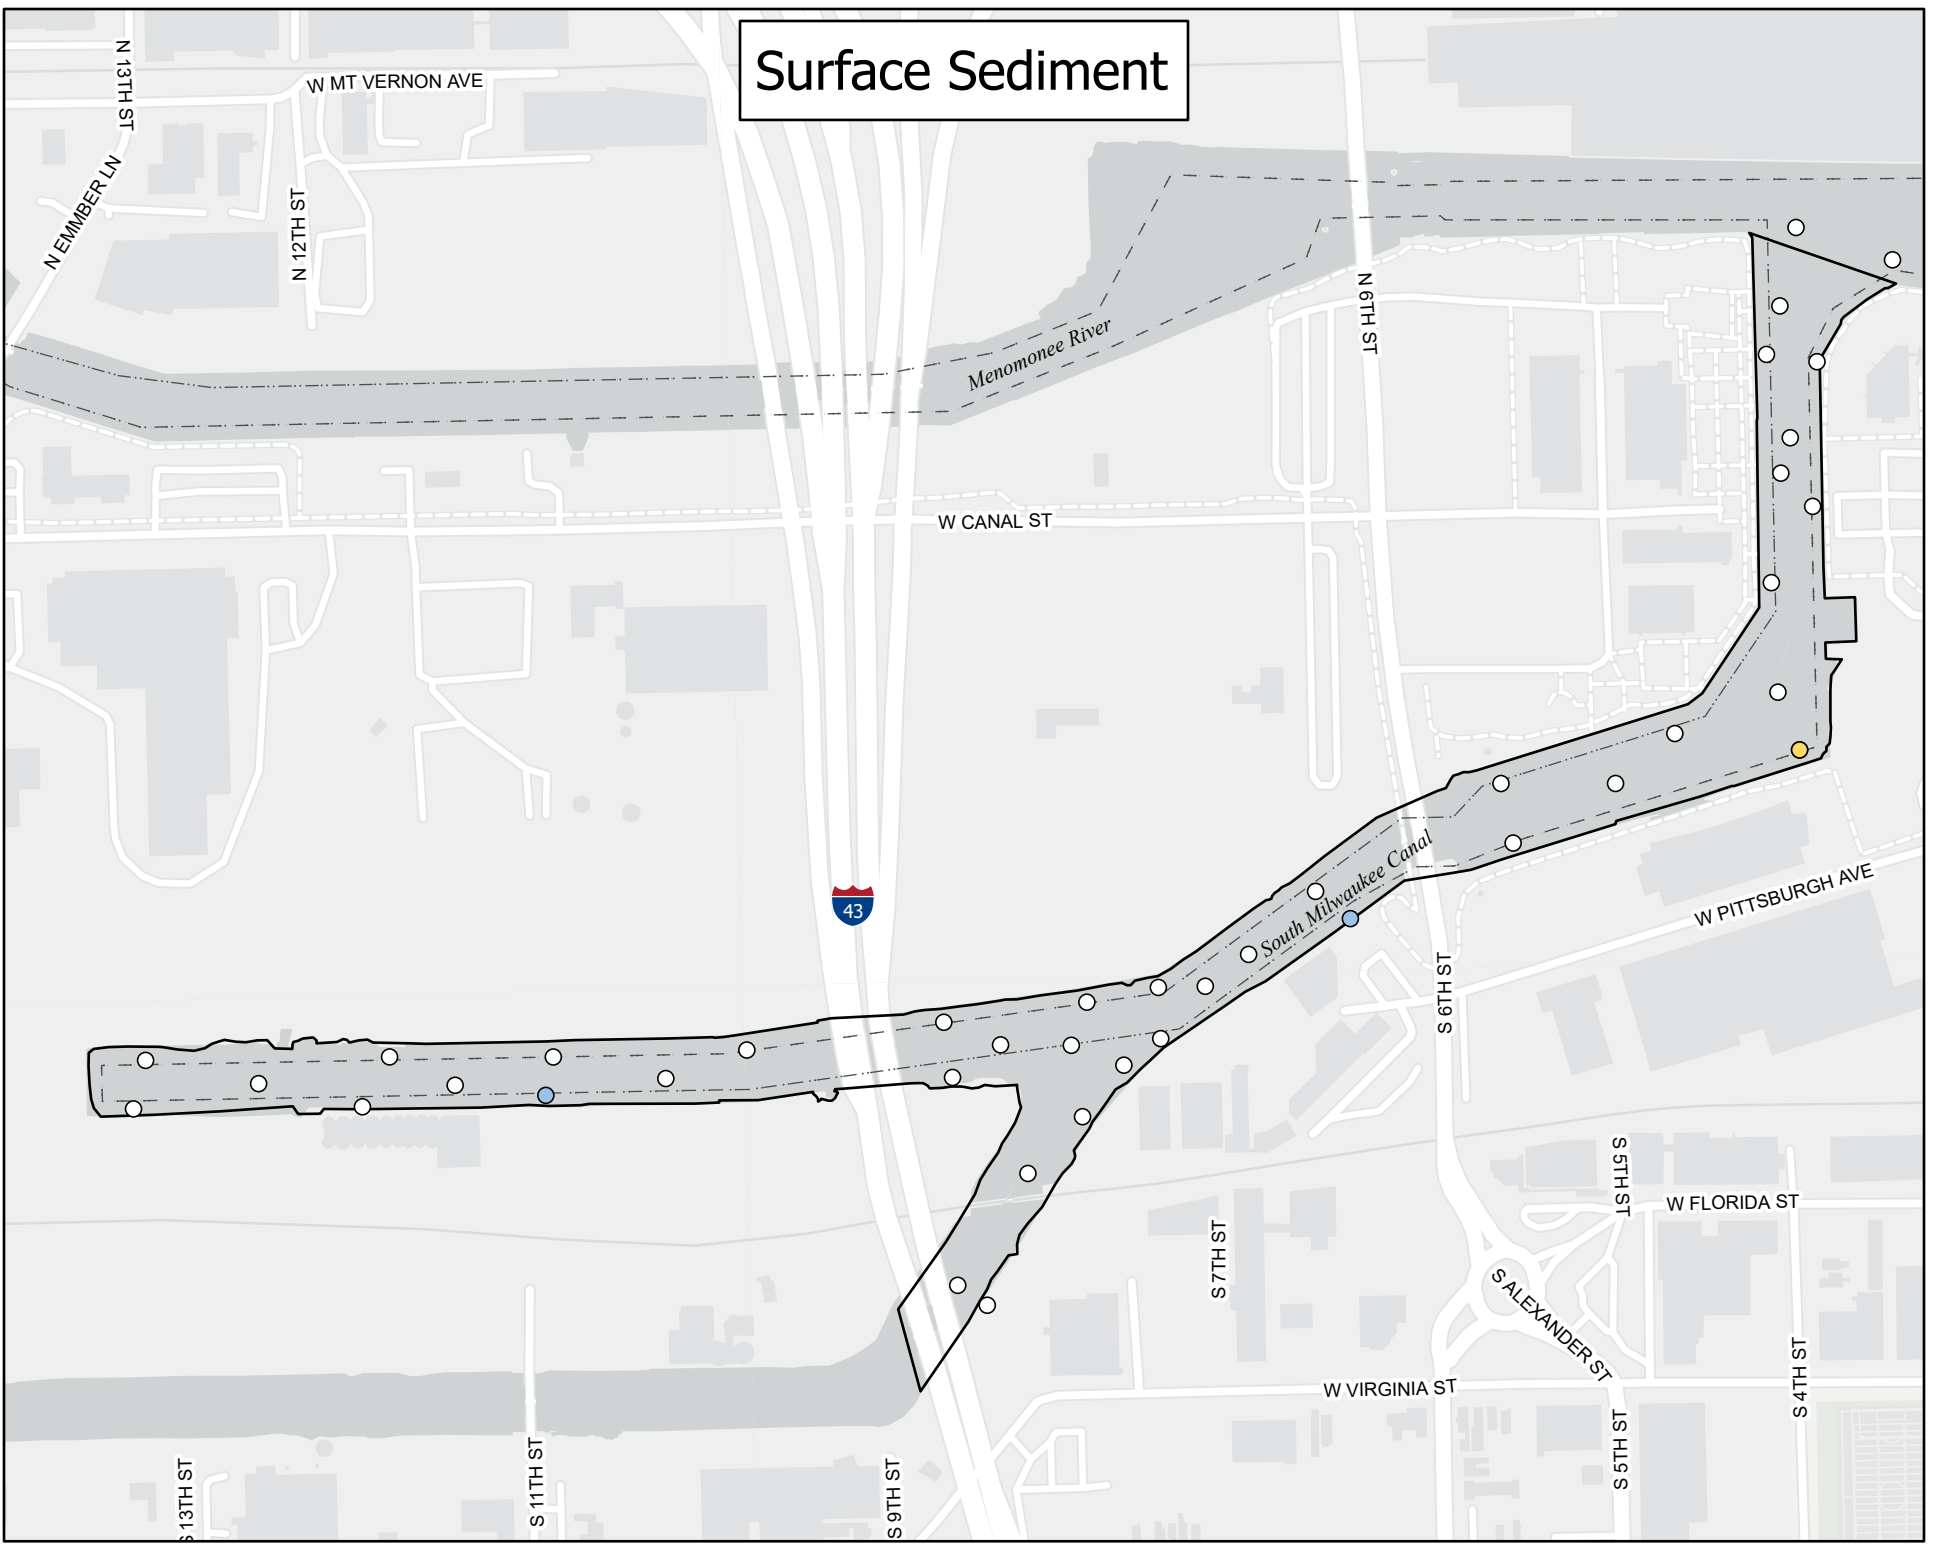 Surface Sediment
N 13TH ST
W MT VERNON AVE
N EMMBER LN
N 12TH ST
Menomonee River
N 6TH ST
W CANAL ST
South Milwaukee Canal
43
W PITTSBURGH AVE
S 6TH ST
S 5TH ST
W FLORIDA ST
S 7TH ST
S ALEXANDER ST
W VIRGINIA ST
S 4TH ST
S 5TH ST
S 13TH ST
S 11TH ST
S 9TH ST